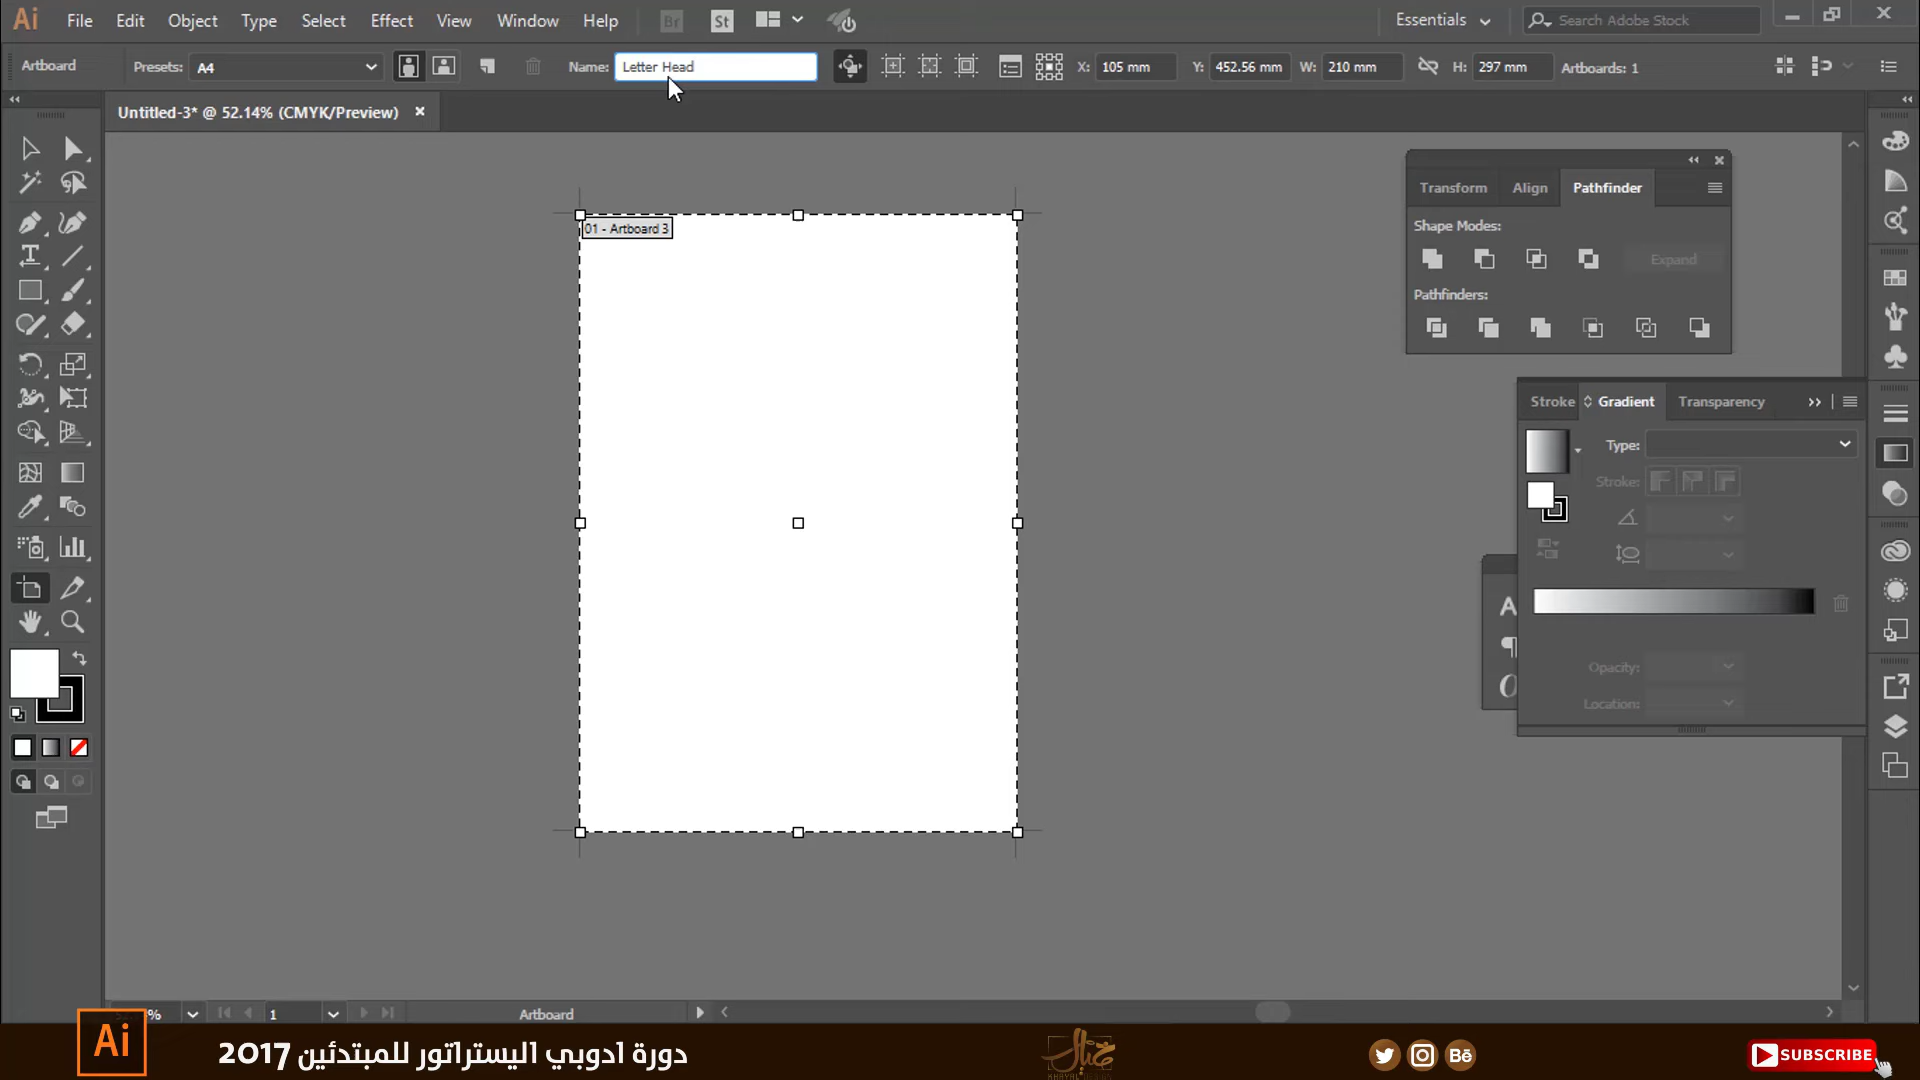 Ai File Edit Object Type Select Effect View Window Help Br St Essentials Search Adobe Stock
Artboard Presets: A4 Name: Letter Head X: 105 mm Y: 452.56 mm W: 210 mm H: 297 mm Artboards: 1
Untitled-3* @ 52.14% (CMYK/Preview)
01 - Artboard 3
Transform Align Pathfinder
Shape Modes:
Expand
Pathfinders:
Stroke Gradient Transparency
Type:
Stroke:
Opacity:
Location:
1 Artboard
Ai دورة ادوبي اليستراتور للمبتدئين 2017
Bē
SUBSCRIBE